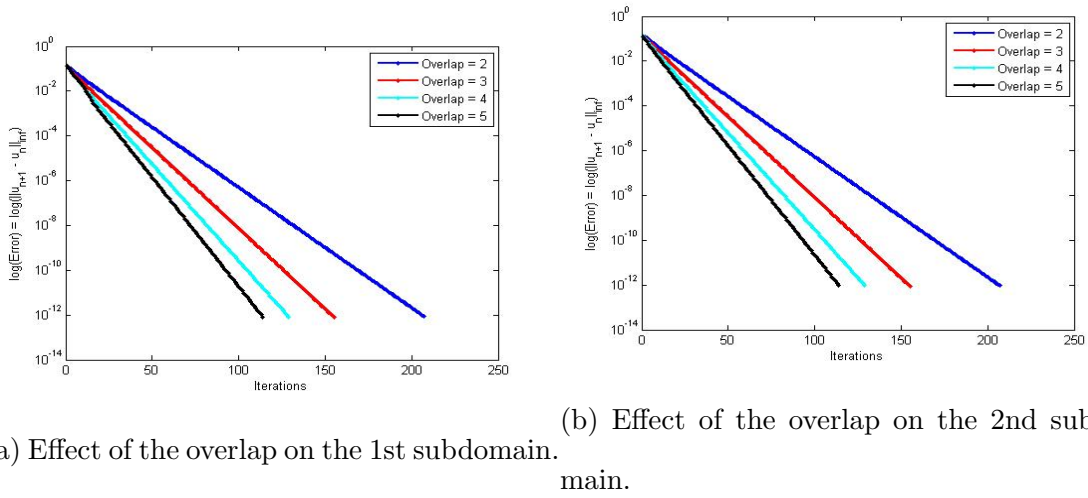 10^0
10^-2
10^-4
10^-6
10^-8
10^-10
10^-12
10^-14
log(Error) = log(||u_{n+1} - u_n||_{inf})
0 50 100 150 200 250
Iterations
Overlap = 2
Overlap = 3
Overlap = 4
Overlap = 5
a) Effect of the overlap on the 1st subdomain.
10^0
10^-2
10^-4
10^-6
10^-8
10^-10
10^-12
10^-14
log(Error) = log(||u_{n+1} - u_n||_{inf})
0 50 100 150 200 250
Iterations
Overlap = 2
Overlap = 3
Overlap = 4
Overlap = 5
(b) Effect of the overlap on the 2nd sub
main.